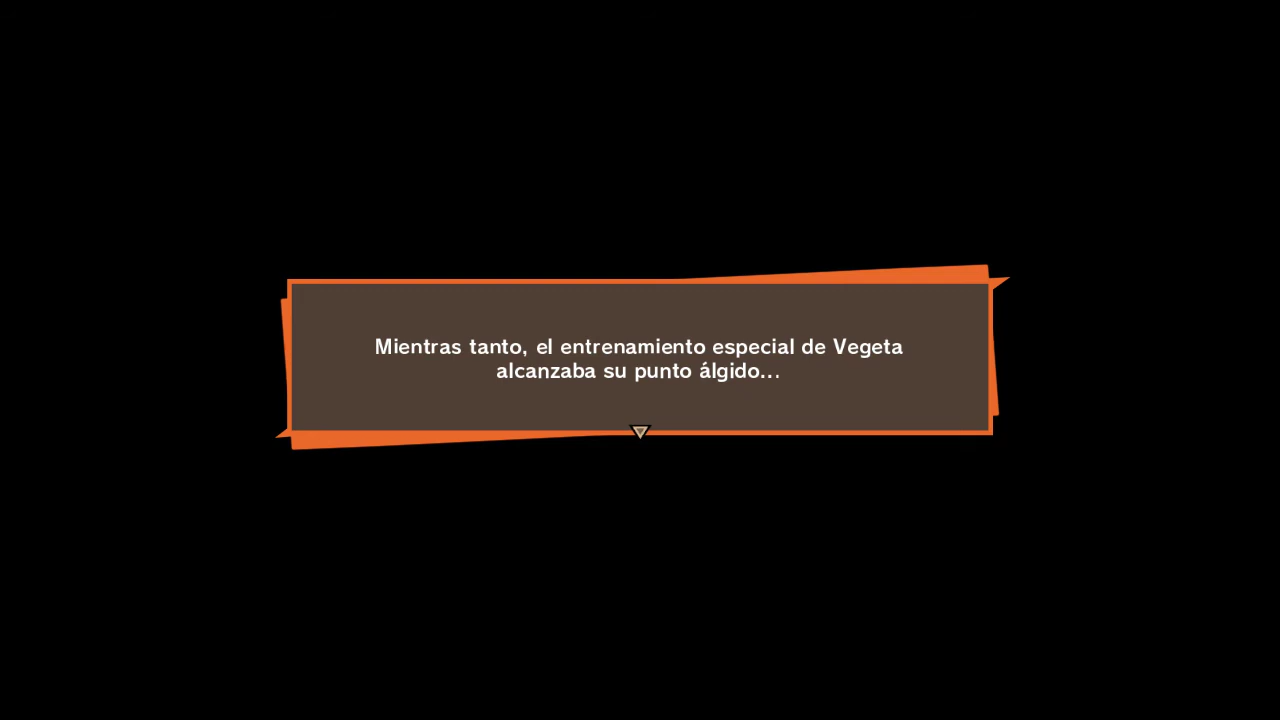 Mientras tanto, el entrenamiento especial de Vegeta
alcanzaba su punto álgido...